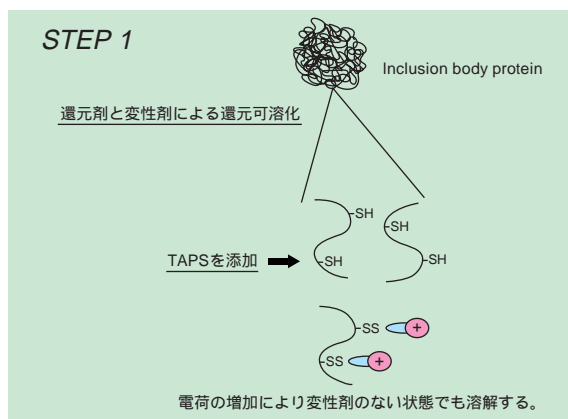 STEP 1
Inclusion body protein
還元剤と変性剤による還元可溶化
-SH
-SH
-SH
-SH
TAPSを添加
-SS +
-SS +
電荷の増加により変性剤のない状態でも溶解する。